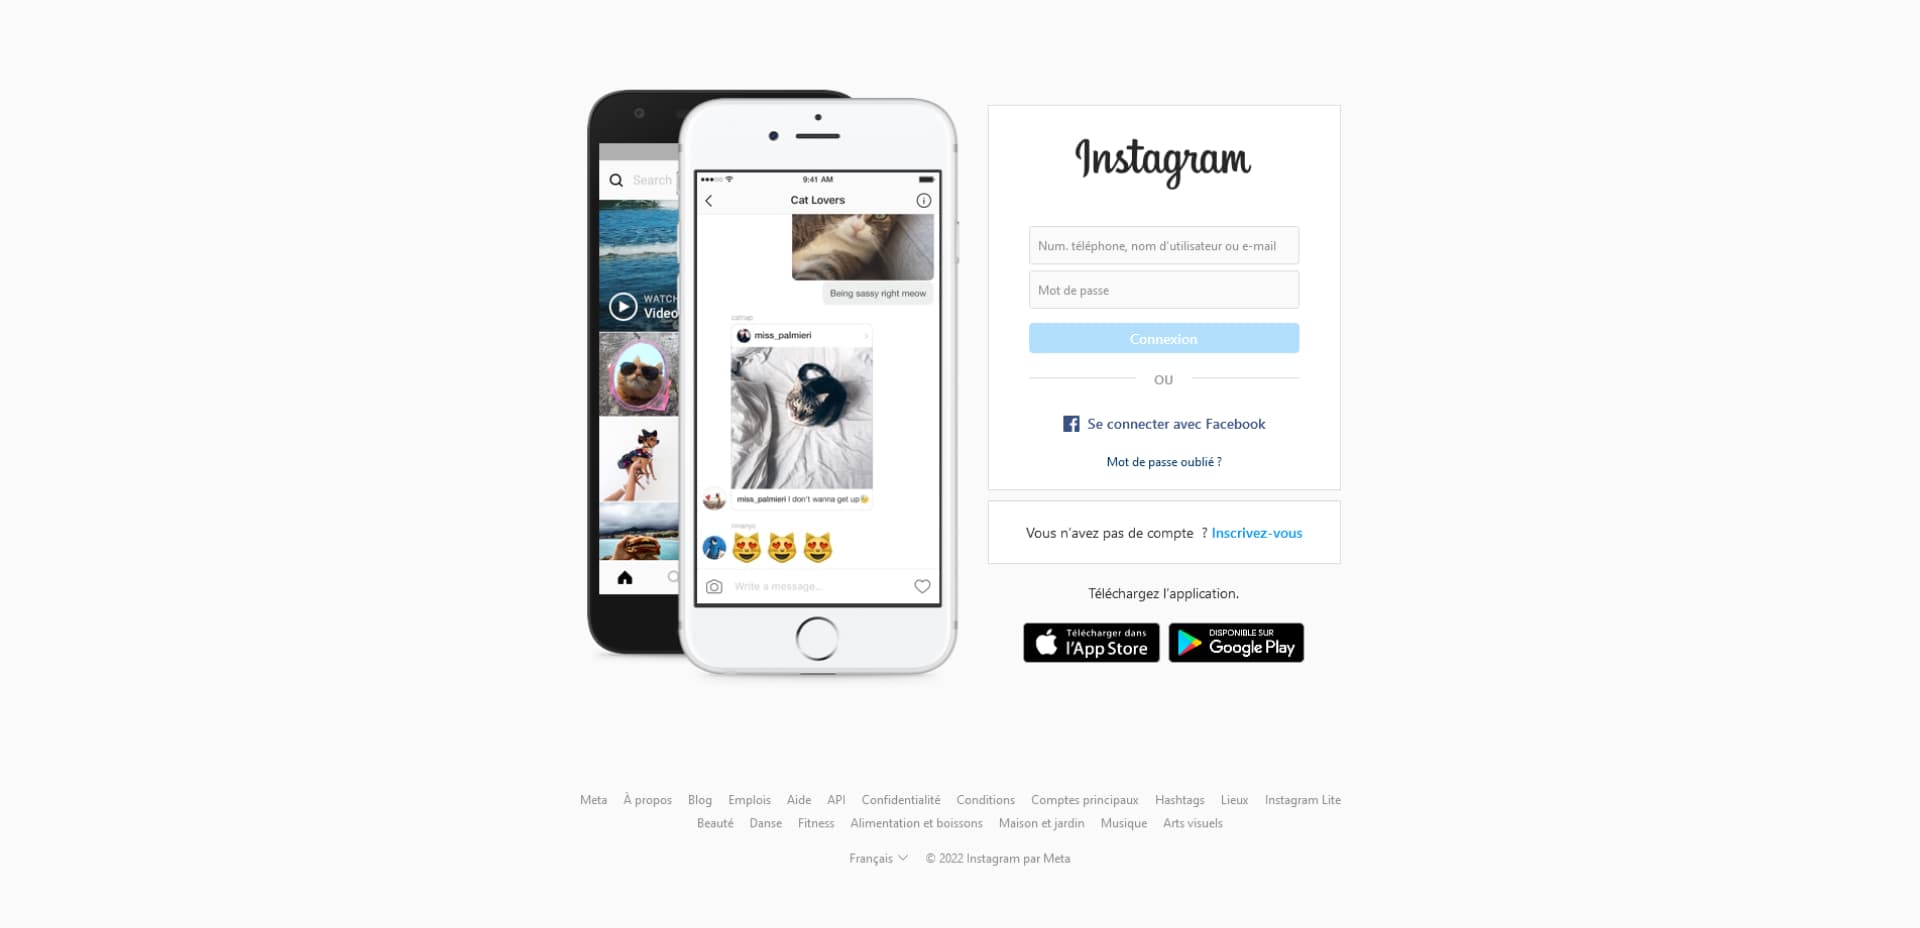 Search
WATCH
Video
9:41 AM
Cat Lovers
Being sassy right meow
catnap
miss_palmieri
miss_palmieri I don't wanna get up
Write a message...
Instagram
Num. téléphone, nom d'utilisateur ou e-mail
Mot de passe
Connexion
OU
Se connecter avec Facebook
Mot de passe oublié ?
Vous n'avez pas de compte ? Inscrivez-vous
Téléchargez l'application.
Télécharger dans
l'App Store
DISPONIBLE SUR
Google Play
Meta À propos Blog Emplois Aide API Confidentialité Conditions Comptes principaux Hashtags Lieux Instagram Lite
Beauté Danse Fitness Alimentation et boissons Maison et jardin Musique Arts visuels
Français © 2022 Instagram par Meta